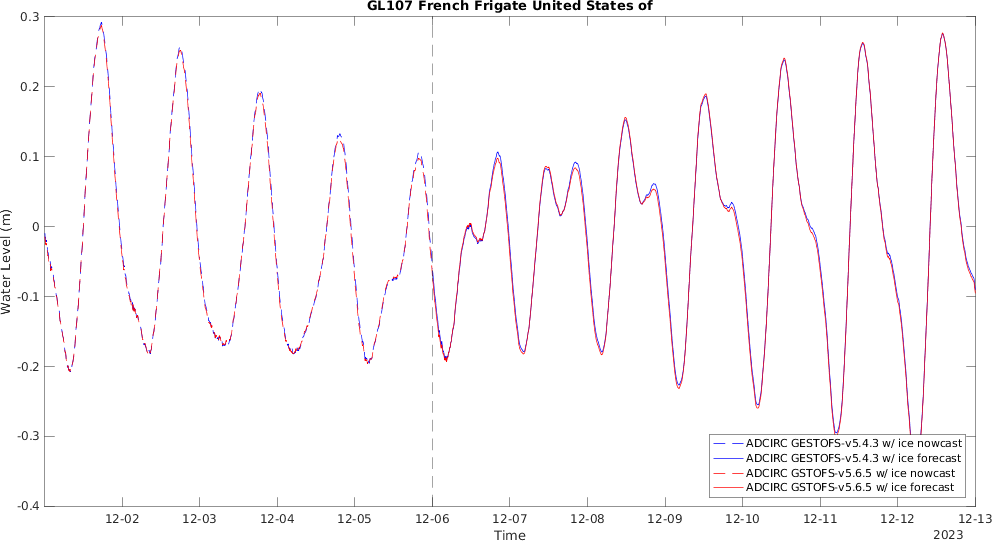 GL107 French Frigate United States of
0.3
0.2
0.1
0
-0.1
-0.2
-0.3
-0.4
Water Level (m)
ADCIRC GESTOFS-v5.4.3 w/ ice nowcast
ADCIRC GESTOFS-v5.4.3 w/ ice forecast
ADCIRC GSTOFS-v5.6.5 w/ ice nowcast
ADCIRC GSTOFS-v5.6.5 w/ ice forecast
12-02 12-03 12-04 12-05 12-06 12-07 12-08 12-09 12-10 12-11 12-12 12-13
Time
2023